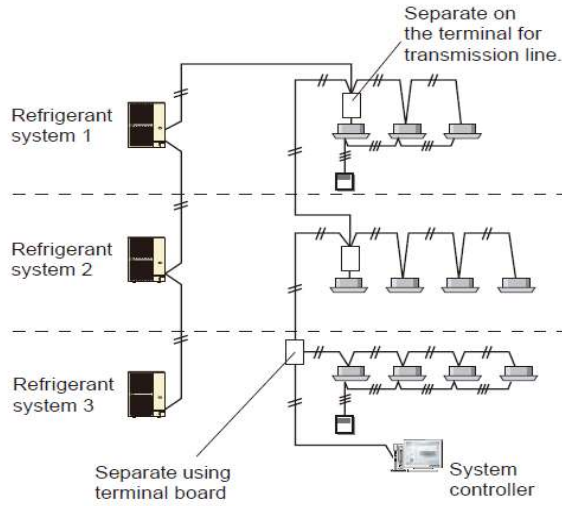 Separate on
the terminal for
transmission line.
Refrigerant
system 1
Refrigerant
system 2
Refrigerant
system 3
Separate using
terminal board
System
controller